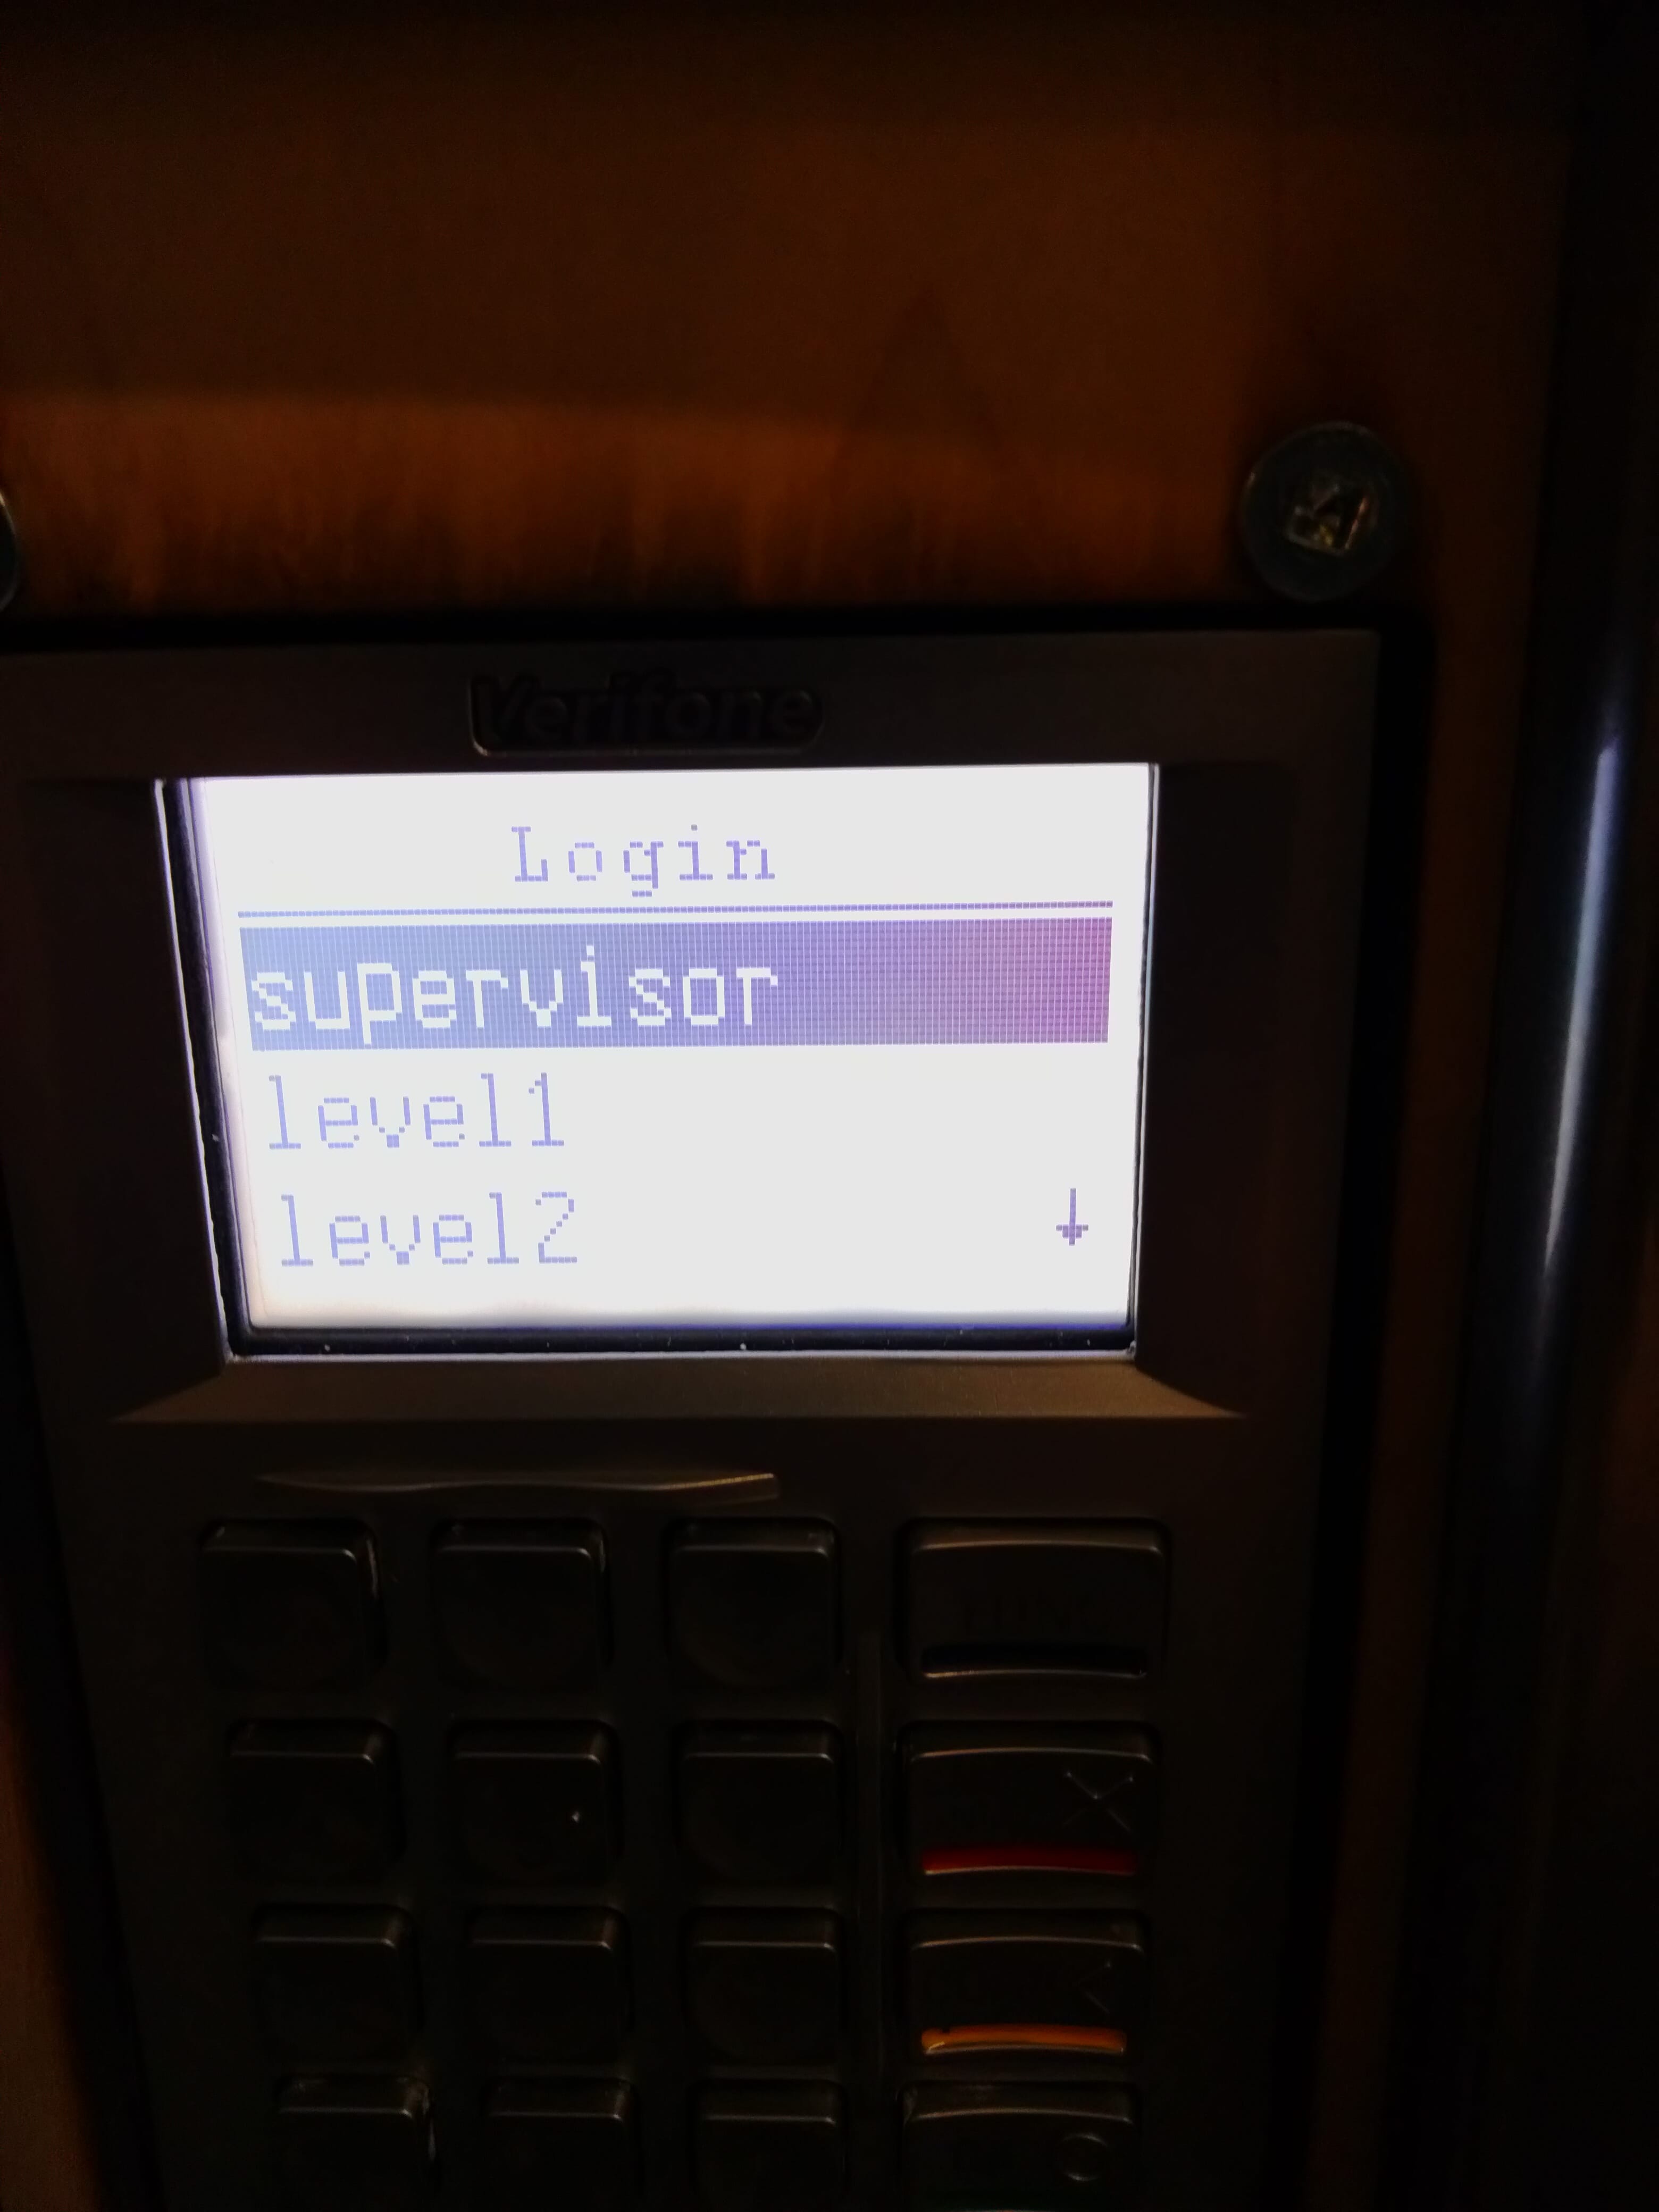 Verifone
Login
supervisor
level1
level2